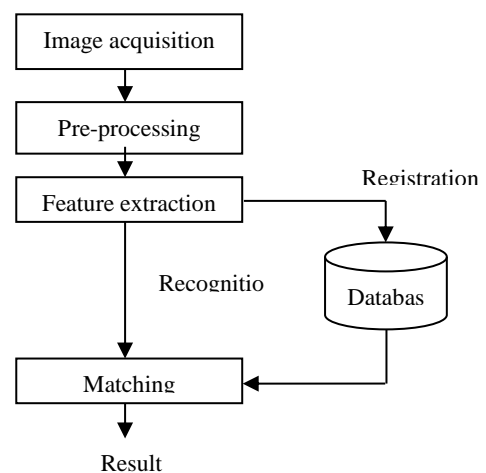 Image acquisition
Pre-processing
Feature extraction
Registration
Recognitio
Databas
Matching
Result